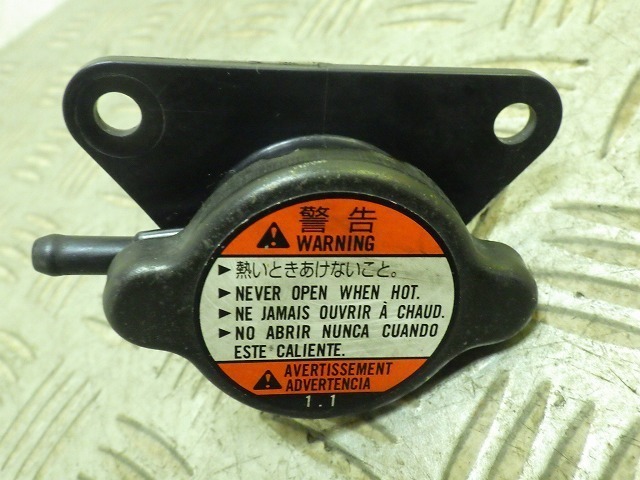 警告
WARNING
熱いときあけないこと。
NEVER OPEN WHEN HOT.
NE JAMAIS OUVRIR À CHAUD.
NO ABRIR NUNCA CUANDO
ESTE CALIENTE.
AVERTISSEMENT
ADVERTENCIA
1.1